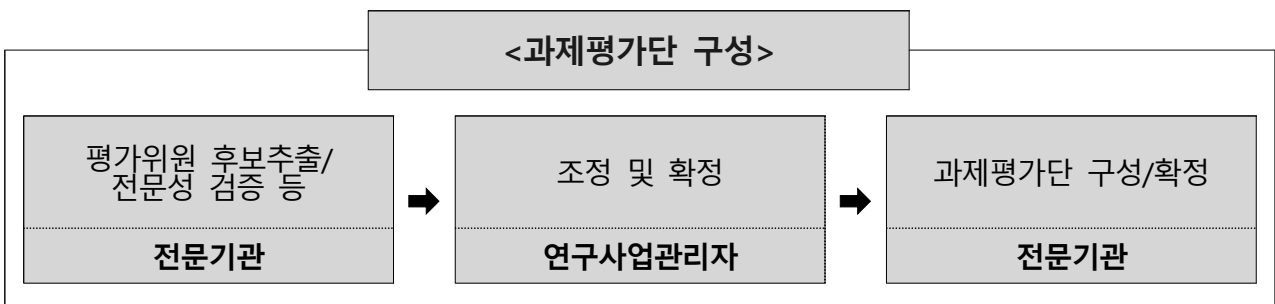 <과제평가단 구성>
평가위원 후보추출/
전문성 검증 등
전문기관
조정 및 확정
연구사업관리자
과제평가단 구성/확정
전문기관